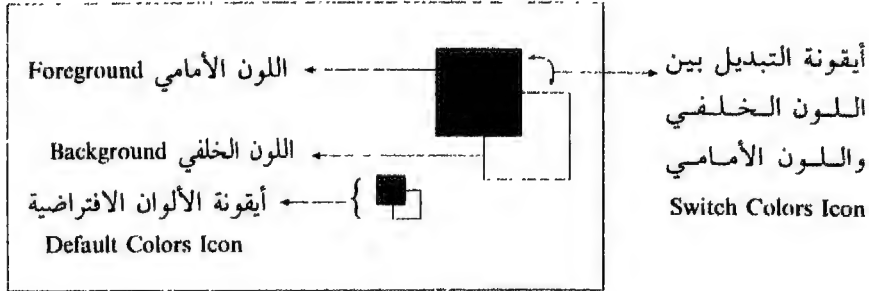 اللون الأمامي Foreground
اللون الخلفي Background
أيقونة الألوان الافتراضية
Default Colors Icon
أيقونة التبديل بين
اللون الخلفي
واللون الأمامي
Switch Colors Icon